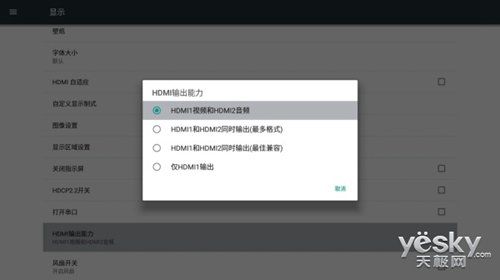 显示
壁纸
字体大小
默认
HDMI 自适应
自定义显示制式
图像设置
显示区域设置
关闭指示屏
HDCP2.2开关
打开串口
HDMI输出能力
HDMI1视频和HDMI2音频
风扇开关
开启风扇
HDMI输出能力
HDMI1视频和HDMI2音频
HDMI1和HDMI2同时输出(最多格式)
HDMI1和HDMI2同时输出(最佳兼容)
仅HDMI1输出
取消
yësky
天极网